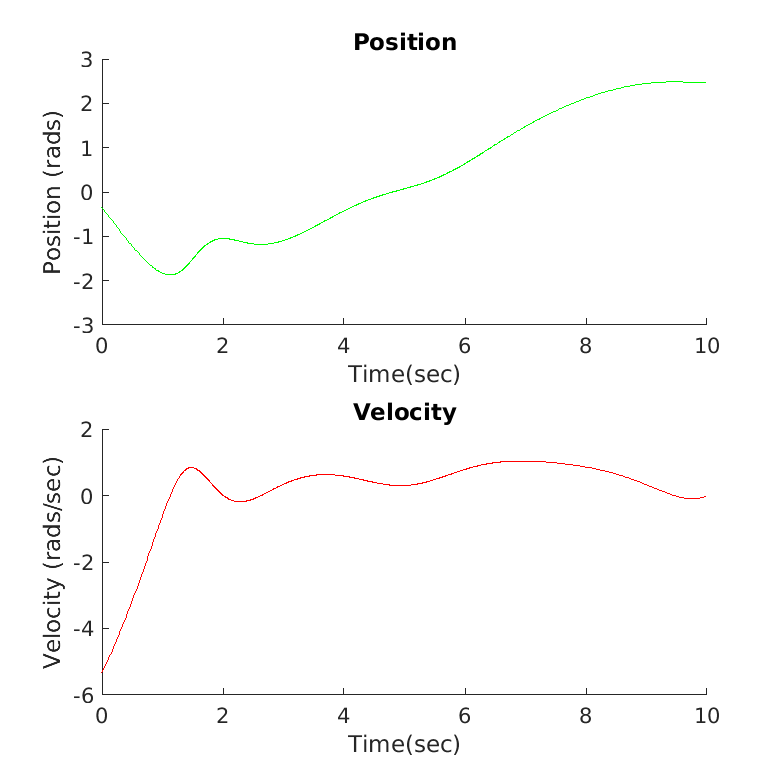 Position
3
2
1
0
-1
-2
-3
Position (rads)
0 2 4 6 8 10
Time(sec)
Velocity
2
0
-2
-4
-6
Velocity (rads/sec)
0 2 4 6 8 10
Time(sec)